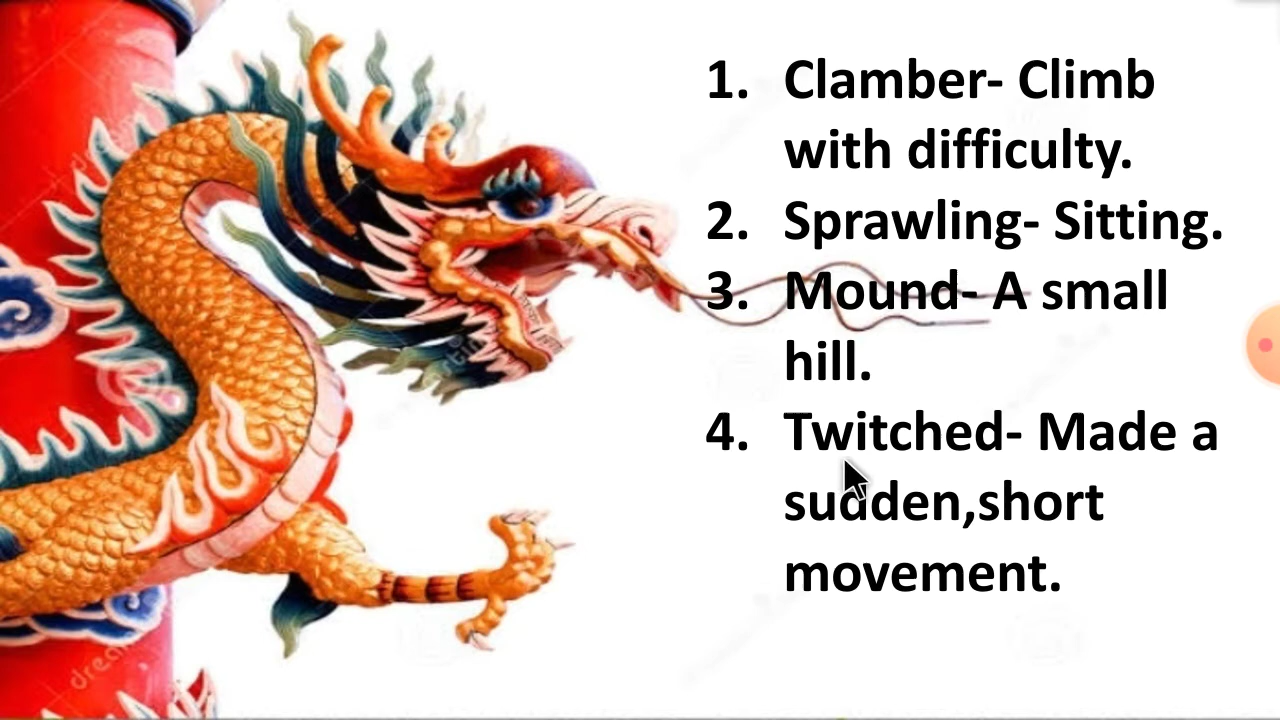 1. Clamber- Climb
with difficulty.
2. Sprawling- Sitting.
3. Mound- A small
hill.
4. Twitched- Made a
sudden,short
movement.